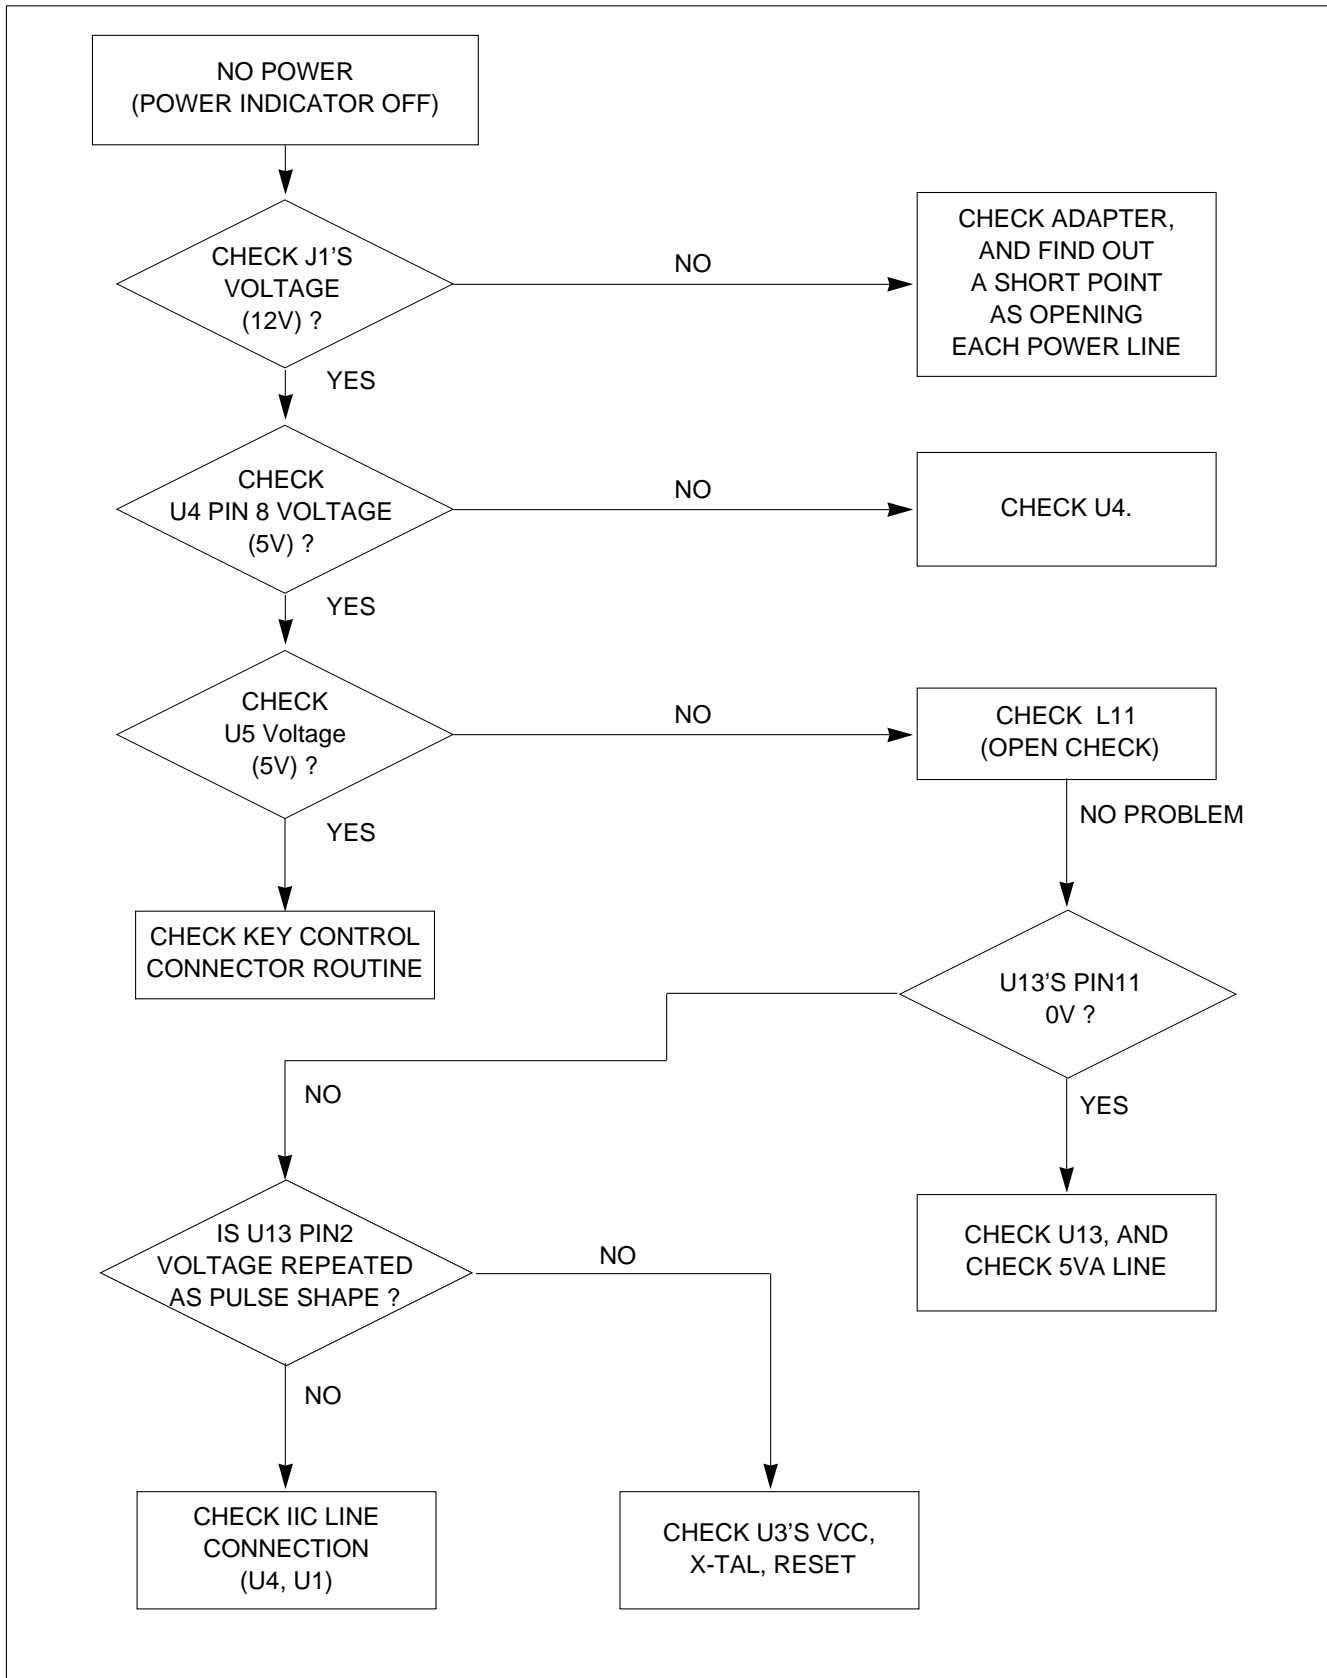 NO POWER
(POWER INDICATOR OFF)
CHECK J1'S
VOLTAGE
(12V) ?
NO
CHECK ADAPTER,
AND FIND OUT
A SHORT POINT
AS OPENING
EACH POWER LINE
YES
CHECK
U4 PIN 8 VOLTAGE
(5V) ?
NO
CHECK U4.
YES
CHECK
U5 Voltage
(5V) ?
NO
CHECK L11
(OPEN CHECK)
YES
NO PROBLEM
CHECK KEY CONTROL
CONNECTOR ROUTINE
U13'S PIN11
0V ?
NO
YES
IS U13 PIN2
VOLTAGE REPEATED
AS PULSE SHAPE ?
NO
CHECK U13, AND
CHECK 5VA LINE
NO
CHECK IIC LINE
CONNECTION
(U4, U1)
CHECK U3'S VCC,
X-TAL, RESET